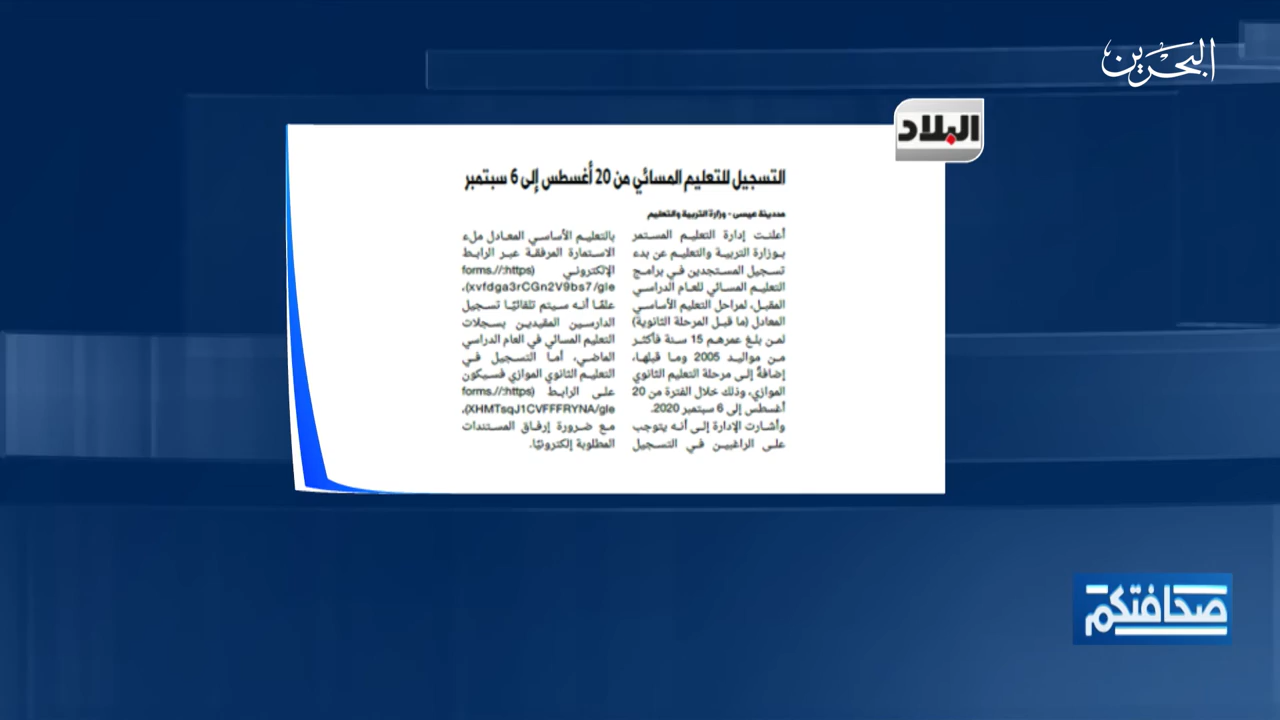 البحرين
البلاد
التسجيل للتعليم المسائي من 20 أغسطس إلى 6 سبتمبر
مدينة عيسى - وزارة التربية والتعليم
أعلنت إدارة التعليم المستمر
بوزارة التربية والتعليم عن بدء
تسجيل المستجدين في برامج
التعليم المسائي للعام الدراسي
المقبل، لمراحل التعليم الأساسي
المعادل (ما قبل المرحلة الثانوية)
لمن بلغ عمرهم 15 سنة فأكثر
من مواليد 2005 وما قبلها،
إضافةً إلى مرحلة التعليم الثانوي
الموازي، وذلك خلال الفترة من 20
أغسطس إلى 6 سبتمبر 2020.
وأشارت الإدارة إلى أنه يتوجب
على الراغبين في التسجيل
بالتعليم الأساسي المعادل ملء
الاستمارة المرفقة عبر الرابط
الإلكتروني (https://.forms
gle/xvfdga3rCGn2V9bs7)،
علمًا أنه سيتم تلقائيًا تسجيل
الدارسين المقيدين بسجلات
التعليم المسائي في العام الدراسي
الماضي، أما التسجيل في
التعليم الثانوي الموازي فسيكون
على الرابط (https://.forms
gle/XHMTsqJ1CVFFFRYNA)،
مع ضرورة إرفاق المستندات
المطلوبة إلكترونيًا.
صحافتكم